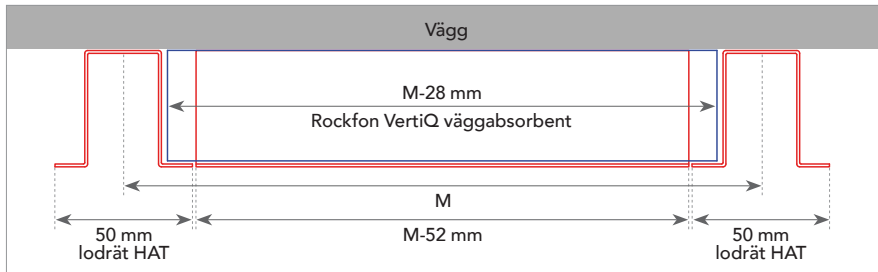 Vägg
M-28 mm
Rockfon VertiQ väggabsorbent
M
50 mm
lodrät HAT
M-52 mm
50 mm
lodrät HAT